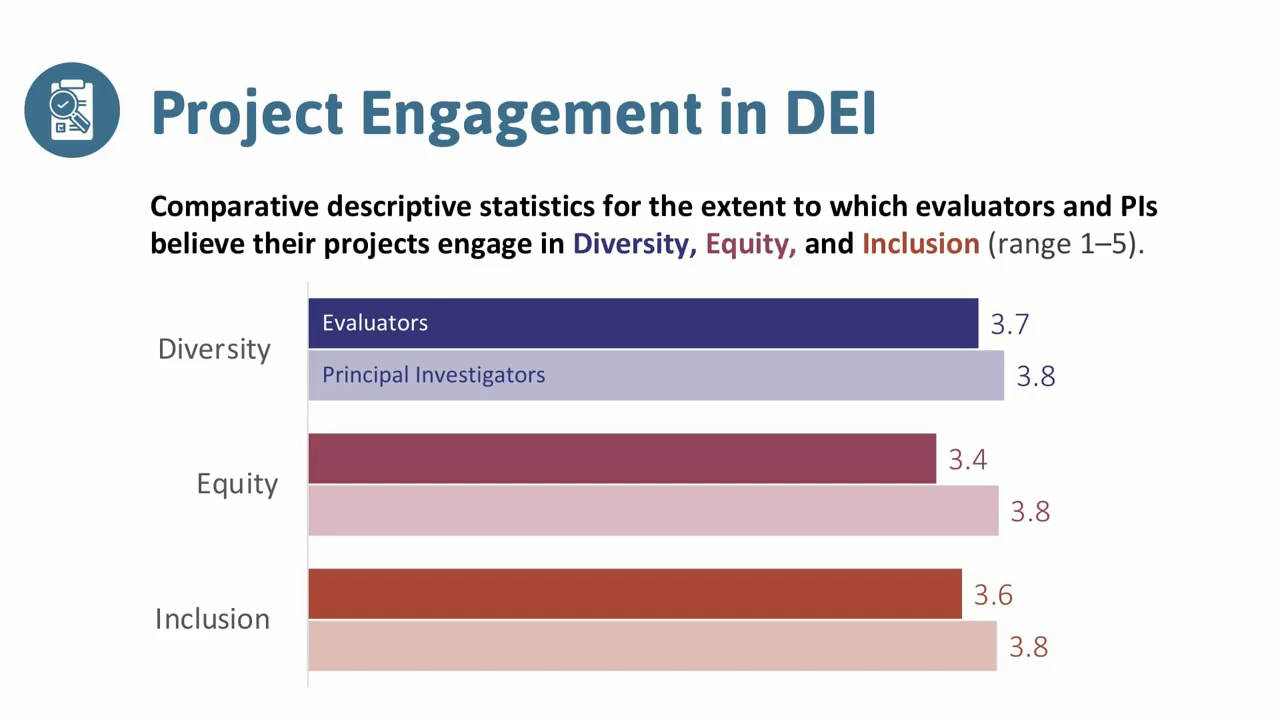 Project Engagement in DEI
Comparative descriptive statistics for the extent to which evaluators and PIs
believe their projects engage in Diversity, Equity, and Inclusion (range 1–5).
Diversity
Evaluators
3.7
Principal Investigators
3.8
Equity
3.4
3.8
Inclusion
3.6
3.8